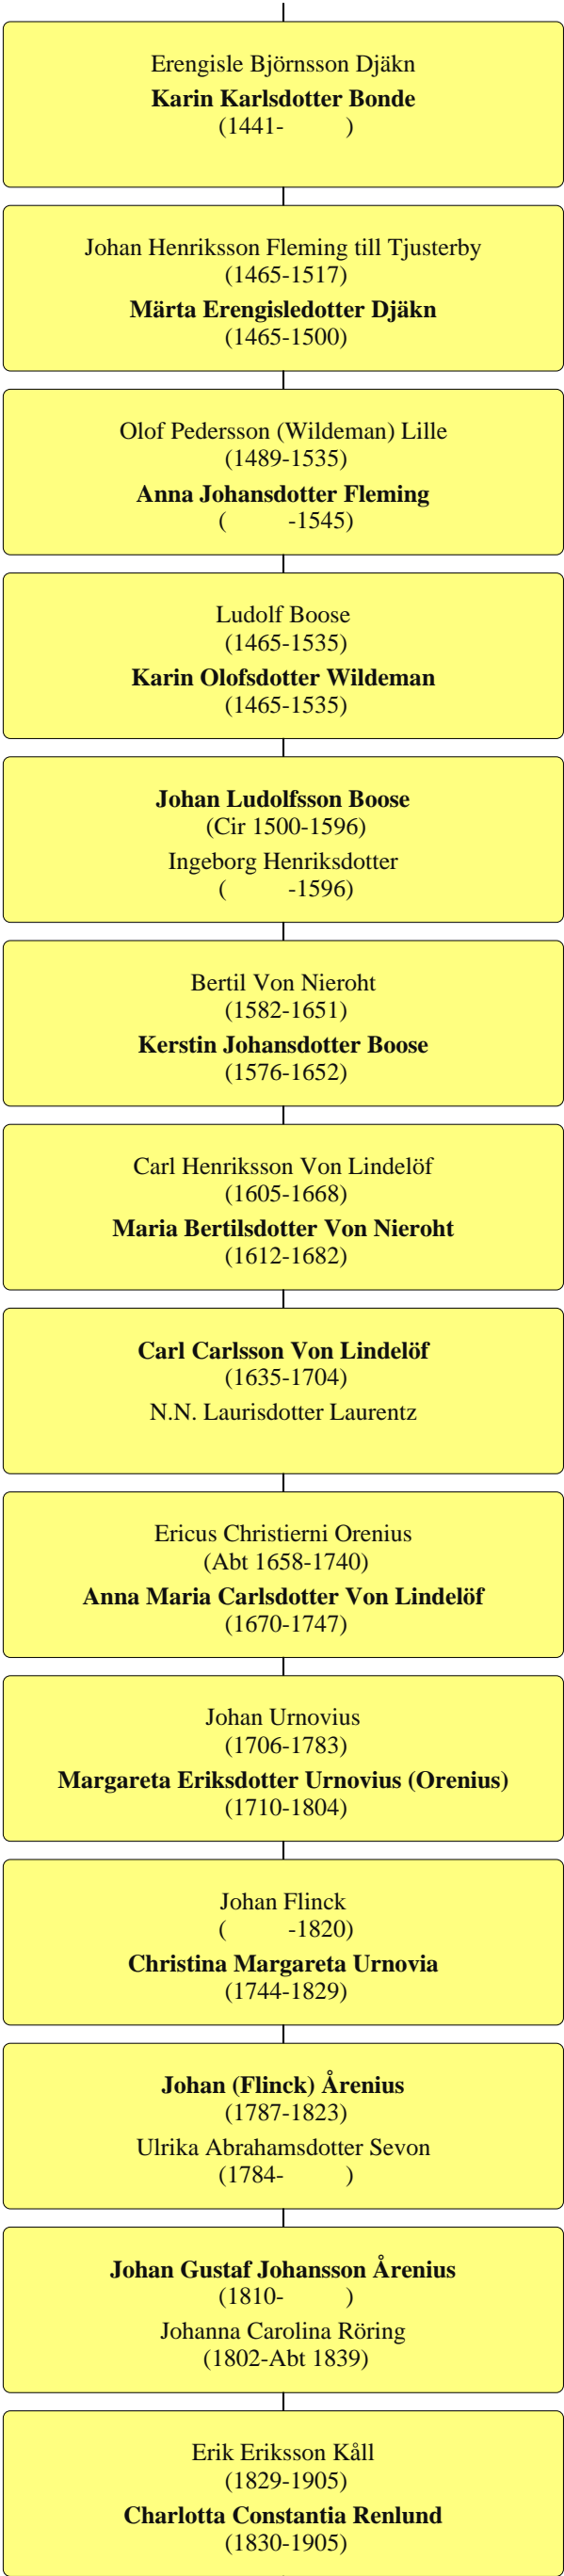 Erengisle Björnsson Djäkn
Karin Karlsdotter Bonde
(1441- )
Johan Henriksson Fleming till Tjusterby
(1465-1517)
Märta Erengisledotter Djäkn
(1465-1500)
Olof Pedersson (Wildeman) Lille
(1489-1535)
Anna Johansdotter Fleming
( -1545)
Ludolf Boose
(1465-1535)
Karin Olofsdotter Wildeman
(1465-1535)
Johan Ludolfsson Boose
(Cir 1500-1596)
Ingeborg Henriksdotter
( -1596)
Bertil Von Nieroht
(1582-1651)
Kerstin Johansdotter Boose
(1576-1652)
Carl Henriksson Von Lindelöf
(1605-1668)
Maria Bertilsdotter Von Nieroht
(1612-1682)
Carl Carlsson Von Lindelöf
(1635-1704)
N.N. Laurisdotter Laurentz
Ericus Christierni Orenius
(Abt 1658-1740)
Anna Maria Carlsdotter Von Lindelöf
(1670-1747)
Johan Urnovius
(1706-1783)
Margareta Eriksdotter Urnovius (Orenius)
(1710-1804)
Johan Flinck
( -1820)
Christina Margareta Urnovia
(1744-1829)
Johan (Flinck) Årenius
(1787-1823)
Ulrika Abrahamsdotter Sevon
(1784- )
Johan Gustaf Johansson Årenius
(1810- )
Johanna Carolina Röring
(1802-Abt 1839)
Erik Eriksson Kåll
(1829-1905)
Charlotta Constantia Renlund
(1830-1905)